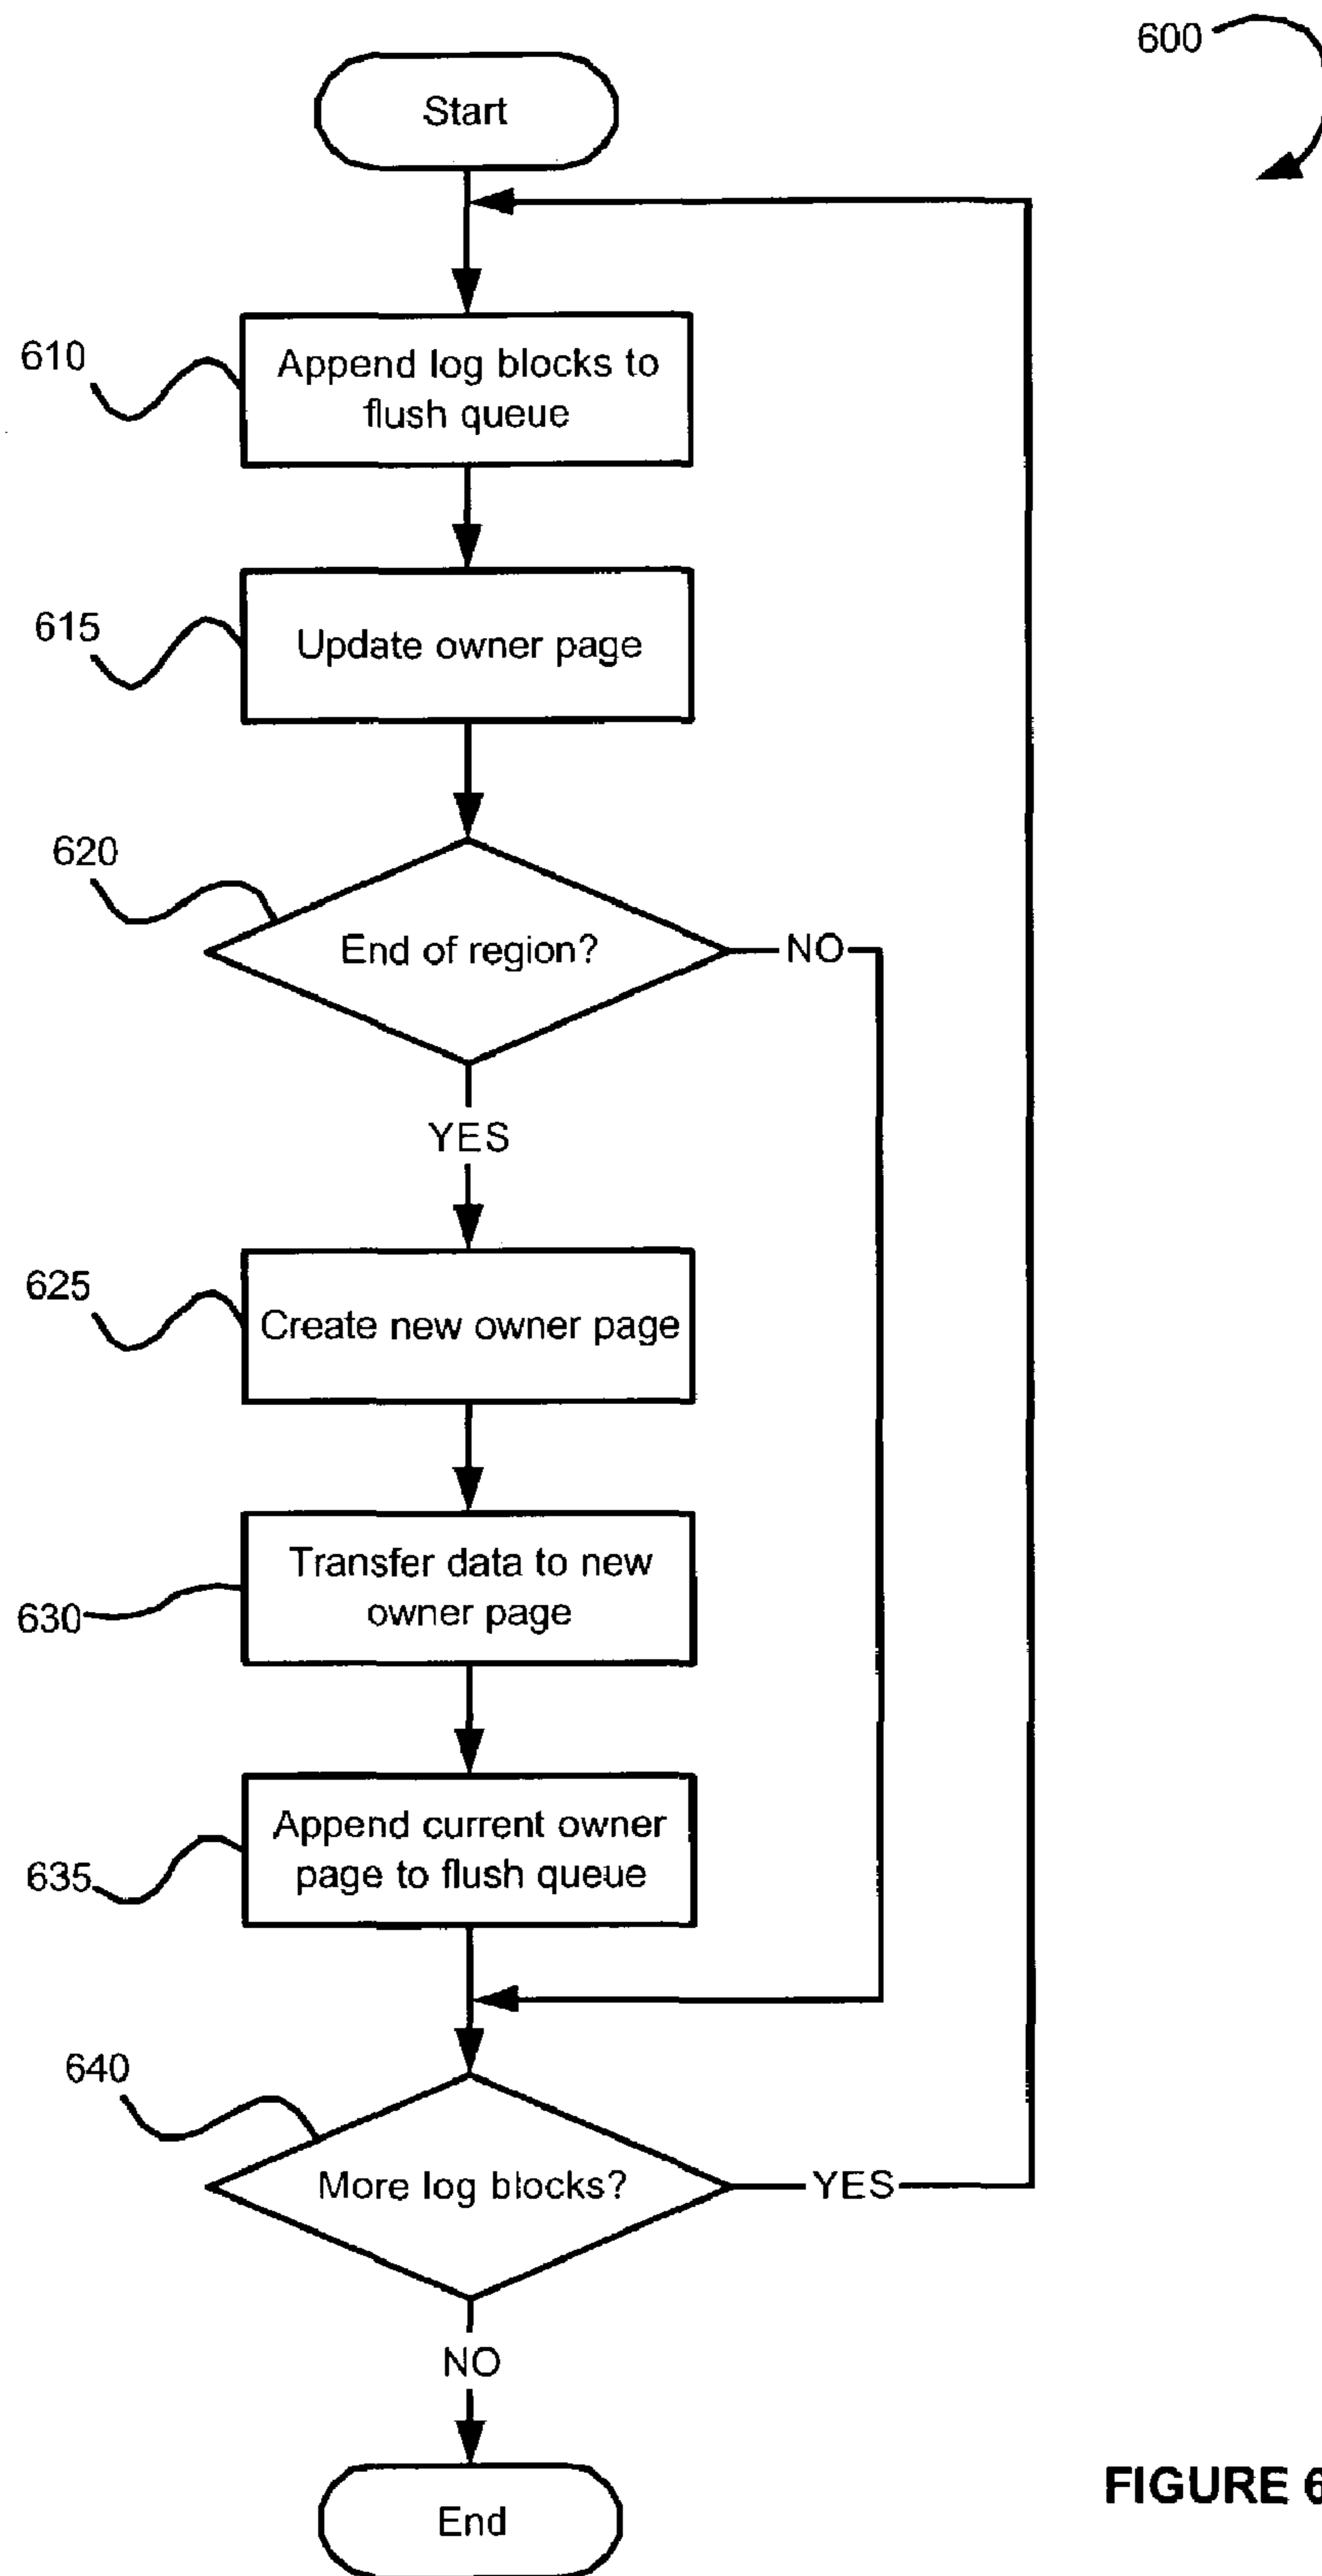 600
Start
610
Append log blocks to
flush queue
615
Update owner page
620
End of region?
NO
YES
625
Create new owner page
630
Transfer data to new
owner page
635
Append current owner
page to flush queue
640
More log blocks?
YES
NO
End
FIGURE 6